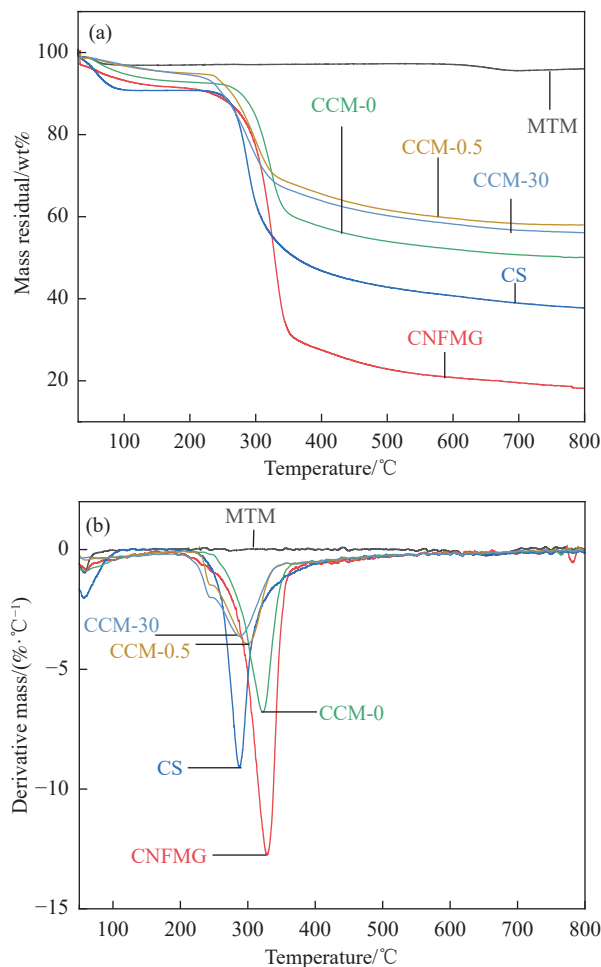 (a)
100
80
60
40
20
Mass residual/wt%
MTM
CCM-0
CCM-0.5
CCM-30
CS
CNFMG
100 200 300 400 500 600 700 800
Temperature/℃
(b)
0
−5
−10
−15
Derivative mass/(%·℃⁻¹)
MTM
CCM-30
CCM-0.5
CCM-0
CS
CNFMG
100 200 300 400 500 600 700 800
Temperature/℃